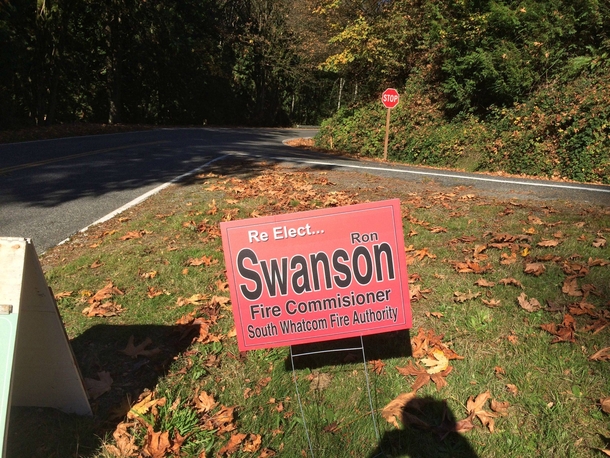 STOP
Re Elect...
Ron
Swanson
Fire Commisioner
South Whatcom Fire Authority